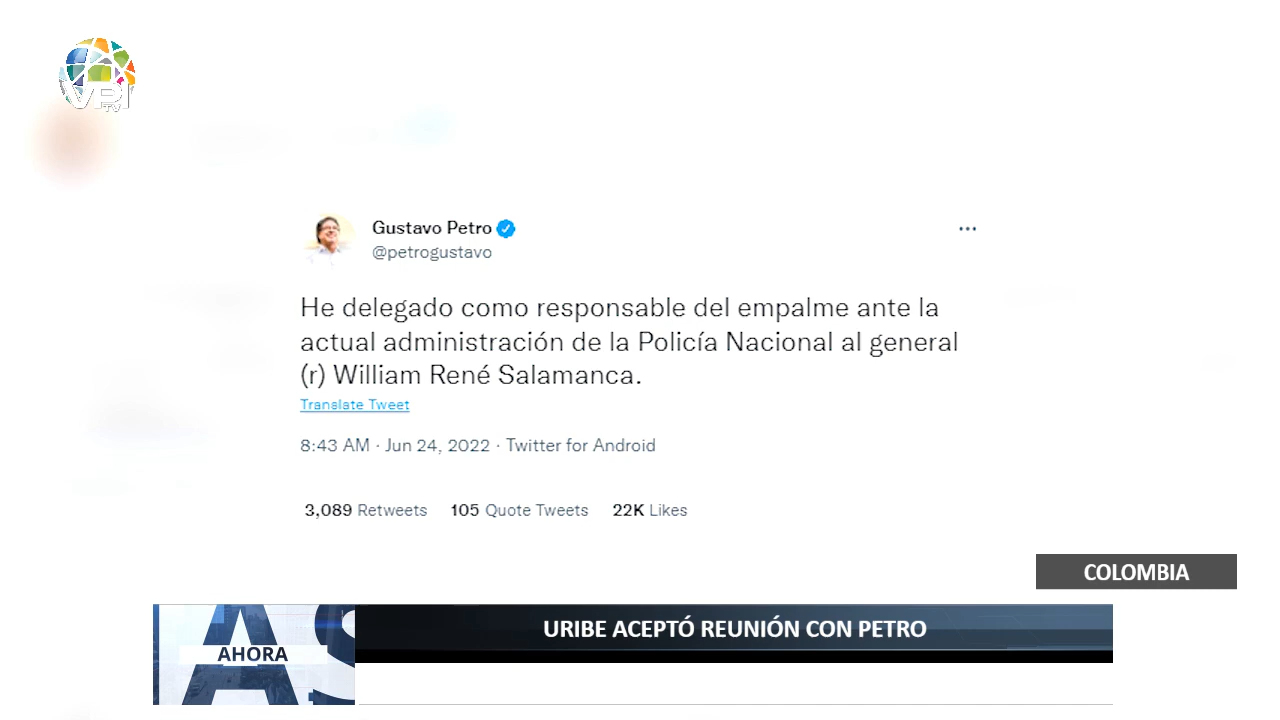 VPI
TV
Gustavo Petro
@petrogustavo
He delegado como responsable del empalme ante la
actual administración de la Policía Nacional al general
(r) William René Salamanca.
Translate Tweet
8:43 AM · Jun 24, 2022 · Twitter for Android
3,089 Retweets 105 Quote Tweets 22K Likes
COLOMBIA
URIBE ACEPTÓ REUNIÓN CON PETRO
AHORA